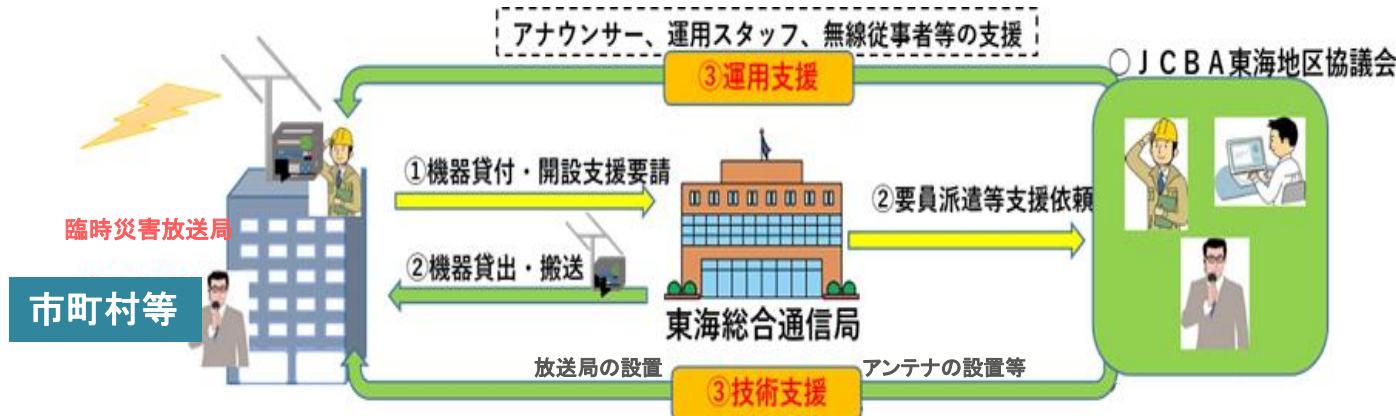 アナウンサー、運用スタッフ、無線従事者等の支援
③運用支援
○ＪＣＢＡ東海地区協議会
①機器貸付・開設支援要請
②要員派遣等支援依頼
臨時災害放送局
②機器貸出・搬送
市町村等
東海総合通信局
放送局の設置
アンテナの設置等
③技術支援